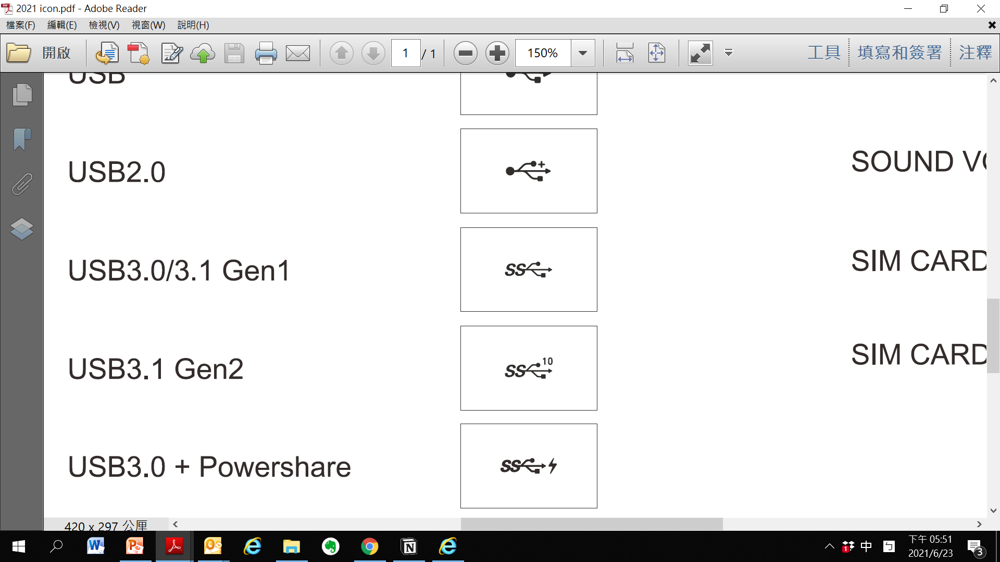 2021 icon.pdf - Adobe Reader
檔案(F) 編輯(E) 檢視(V) 視窗(W) 說明(H)
開啟 1 / 1 150% 工具 填寫和簽署 注釋
USB
USB2.0
SOUND
USB3.0/3.1 Gen1
SS
SIM CARD
USB3.1 Gen2
SS 10
SIM CARD
USB3.0 + Powershare
SS
420 x 297 公厘
中 ㄅ 下午 05:51
2021/6/23
3
1